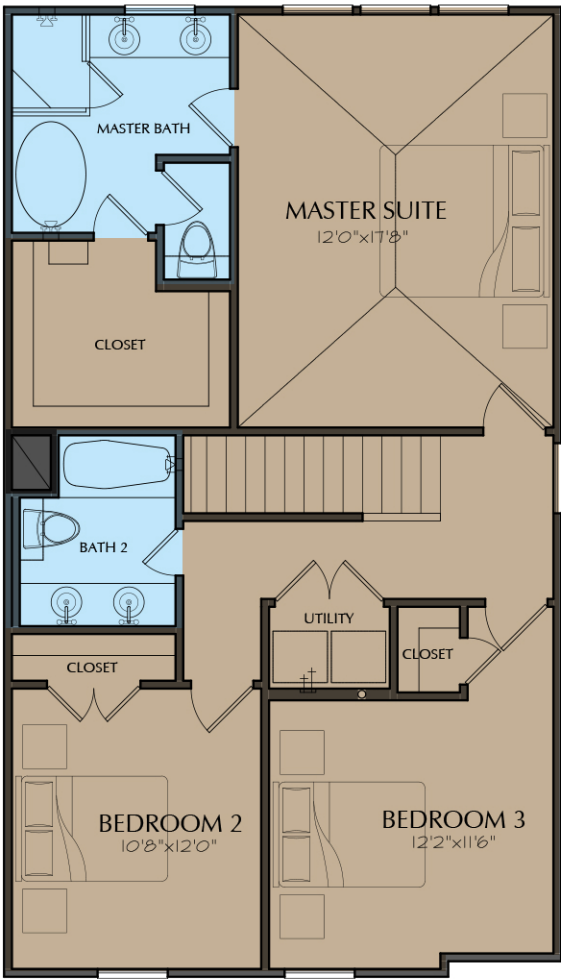 MASTER BATH
MASTER SUITE
12'0"x17'8"
CLOSET
BATH 2
UTILITY
CLOSET
CLOSET
BEDROOM 2
10'8"x12'0"
BEDROOM 3
12'2"x11'6"